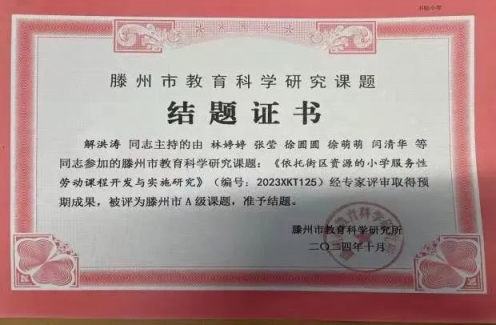 滕州市教育科学研究课题
结题证书
解洪涛 同志主持的由 林婷婷 张莹 徐圆圆 徐萌萌 闫清华 等
同志参加的滕州市教育科学研究课题：《依托街区资源的小学服务性
劳动课程开发与实施研究》（编号：2023XKT125）经专家评审取得预
期成果，被评为滕州市A级课题，准予结题。
滕州市教育科学研究所
二〇二四年十月